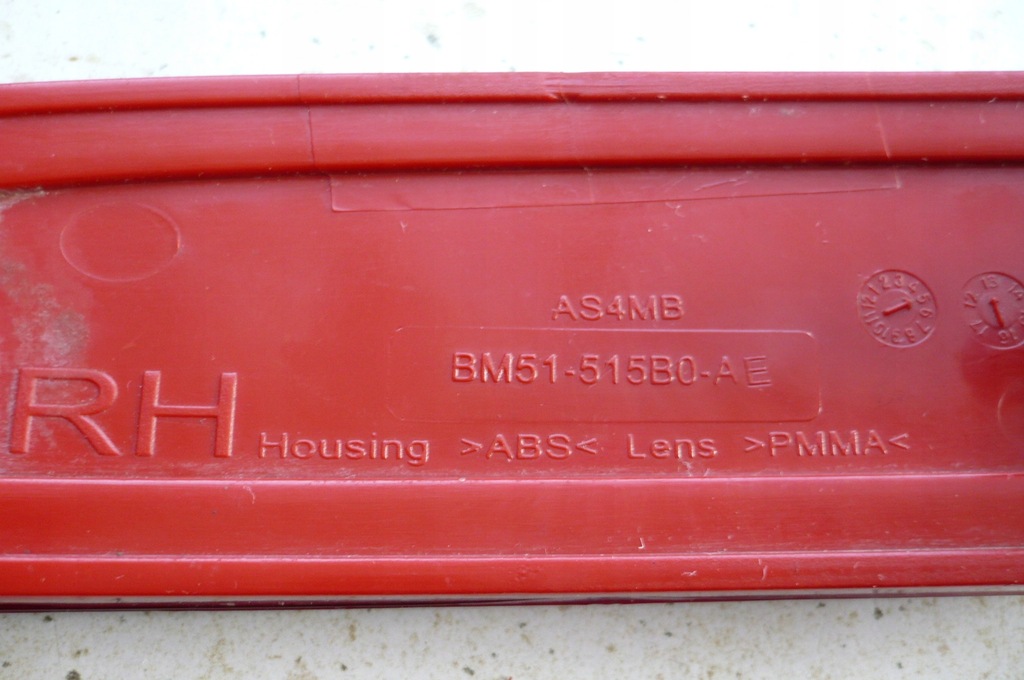 AS4MB
BM51-515B0-AE
RH Housing >ABS< Lens >PMMA<